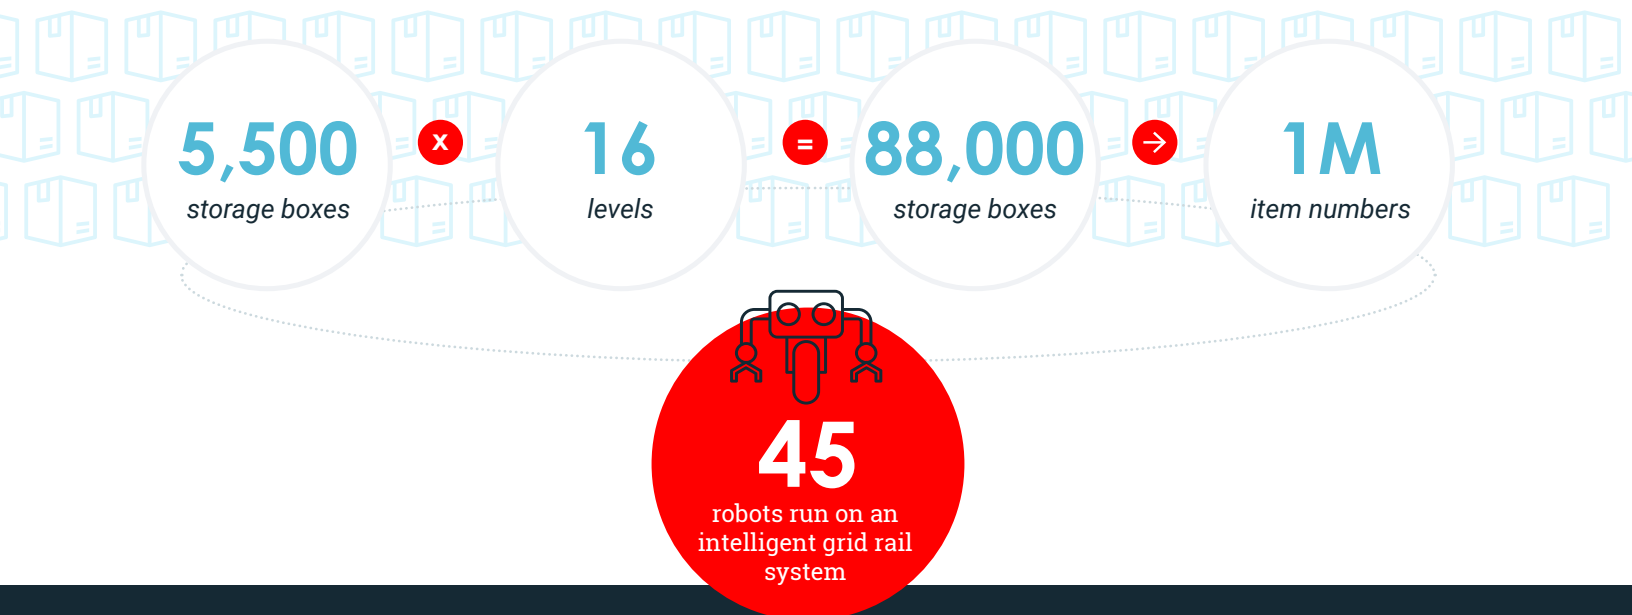 5,500
storage boxes
x
16
levels
=
88,000
storage boxes
→
1M
item numbers
45
robots run on an
intelligent grid rail
system